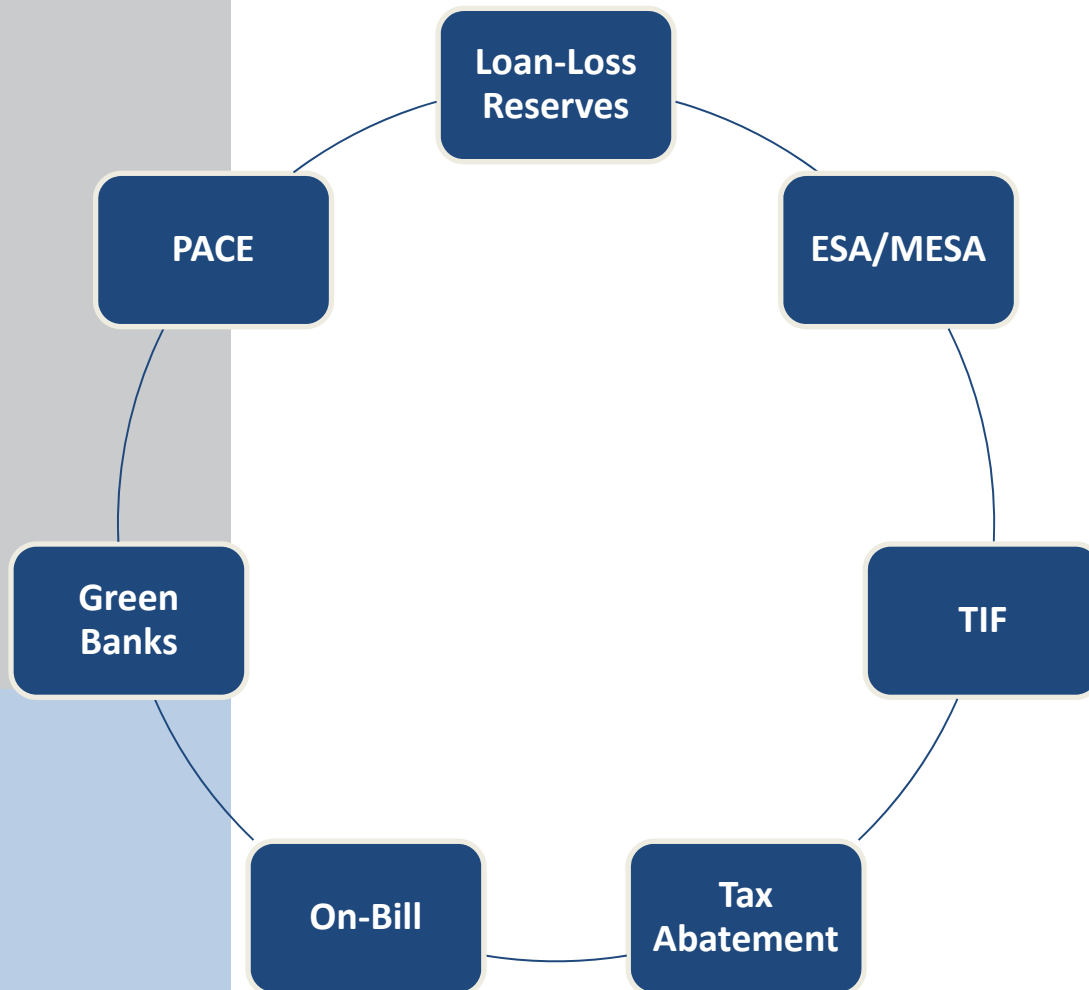 Loan-Loss
Reserves
PACE
ESA/MESA
Green
Banks
TIF
On-Bill
Tax
Abatement